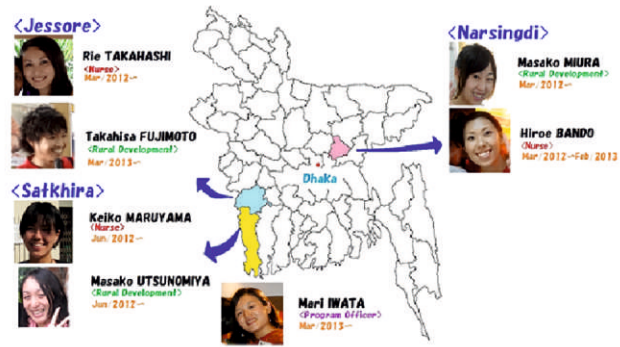 <Jessore>
Rie TAKAHASHI
<Nurse>
Mar/2012~
Takahisa FUJIMOTO
<Rural Development>
Mar/2013~
<Satkhira>
Keiko MARUYAMA
<Nurse>
Jun/2012~
Masako UTSUNOMIYA
<Rural Development>
Jun/2012~
Dhaka
Mari IWATA
<Program Officer>
Mar/2013~
<Narsingdi>
Masako MIURA
<Rural Development>
Mar/2012~
Hiroe BANDO
<Nurse>
Mar/2012~Feb/2013